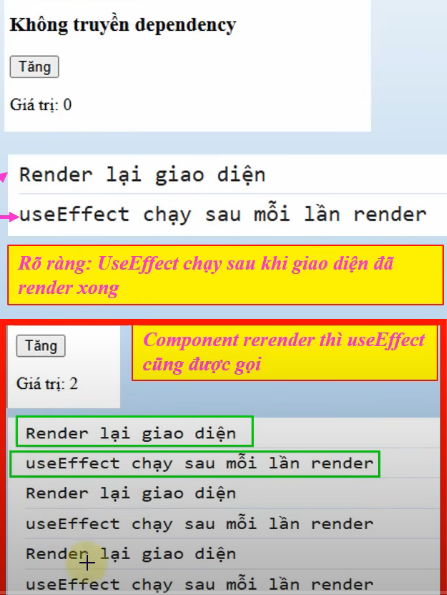 Không truyền dependency
Tăng
Giá trị: 0
Render lại giao diện
useEffect chạy sau mỗi lần render
Rõ ràng: UseEffect chạy sau khi giao diện đã
render xong
Tăng
Giá trị: 2
Component rerender thì useEffect
cũng được gọi
Render lại giao diện
useEffect chạy sau mỗi lần render
Render lại giao diện
useEffect chạy sau mỗi lần render
Render lại giao diện
useEffect chạy sau mỗi lần render